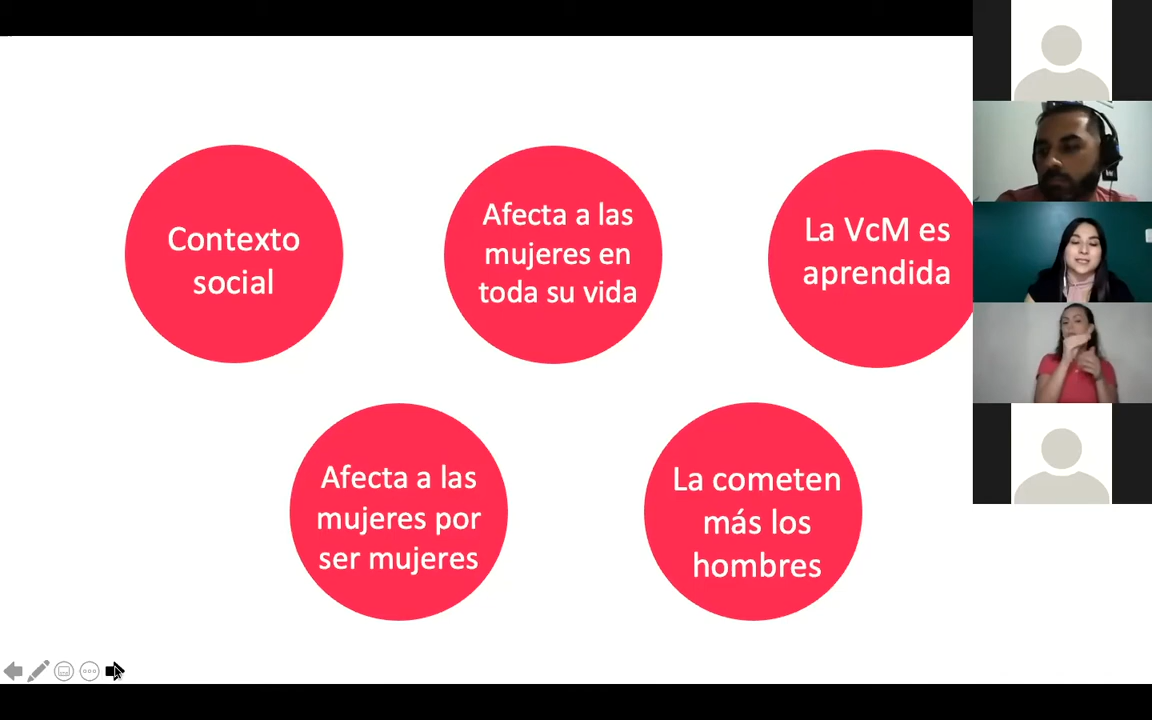 Contexto
social
Afecta a las
mujeres en
toda su vida
La VcM es
aprendida
Afecta a las
mujeres por
ser mujeres
La cometen
más los
hombres